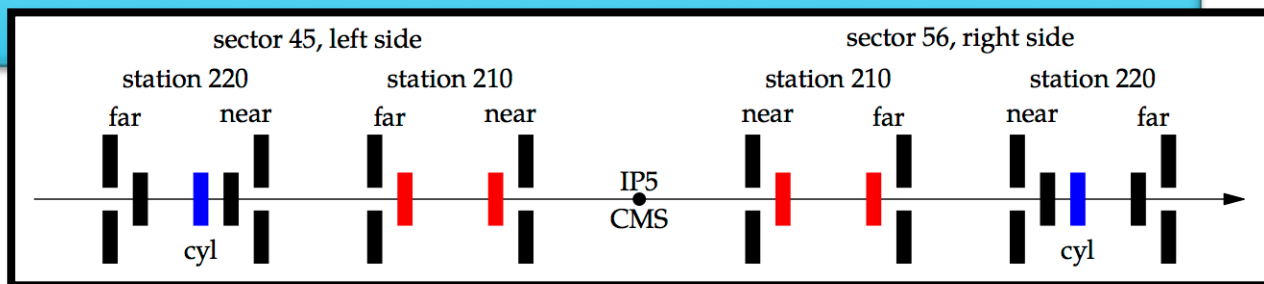 sector 45, left side
sector 56, right side
station 220
station 210
station 210
station 220
far
near
far
near
near
far
near
far
IP5
CMS
cyl
cyl